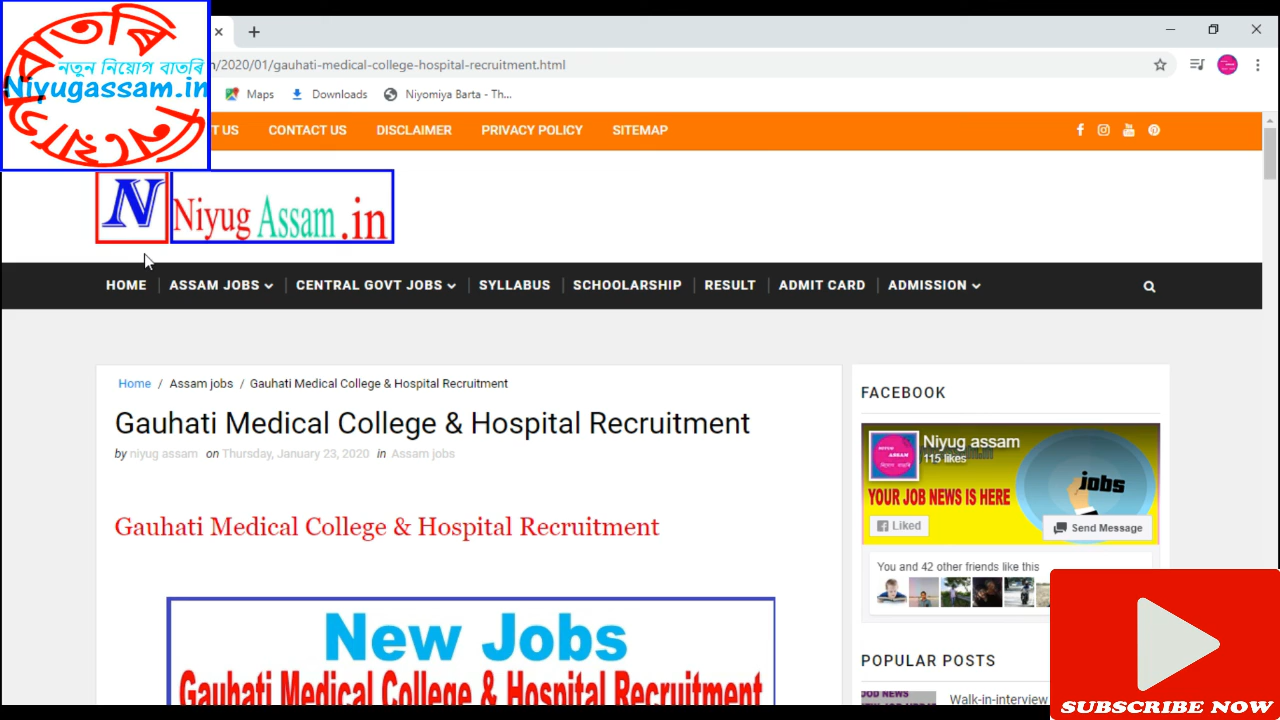 বাতৰি
নতুন নিয়োগ বাতৰি
Niyugassam.in
n/2020/01/gauhati-medical-college-hospital-recruitment.html
Maps
Downloads
Niyomiya Barta - Th...
T US
CONTACT US
DISCLAIMER
PRIVACY POLICY
SITEMAP
N Niyug Assam .in
HOME
ASSAM JOBS
CENTRAL GOVT JOBS
SYLLABUS
SCHOOLARSHIP
RESULT
ADMIT CARD
ADMISSION
Home / Assam jobs / Gauhati Medical College & Hospital Recruitment
Gauhati Medical College & Hospital Recruitment
by niyug assam on Thursday, January 23, 2020 in Assam jobs
Gauhati Medical College & Hospital Recruitment
New Jobs
Gauhati Medical College & Hospital Recruitment
FACEBOOK
Niyug assam
115 likes
jobs
YOUR JOB NEWS IS HERE
Liked
Send Message
You and 42 other friends like this
POPULAR POSTS
Walk-in-interview
SUBSCRIBE NOW